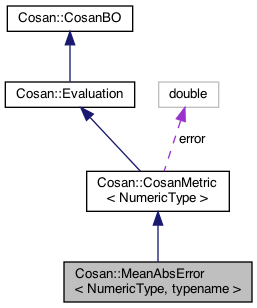 Cosan::CosanBO
Cosan::Evaluation
double
error
Cosan::CosanMetric
< NumericType >
Cosan::MeanAbsError
< NumericType, typename >